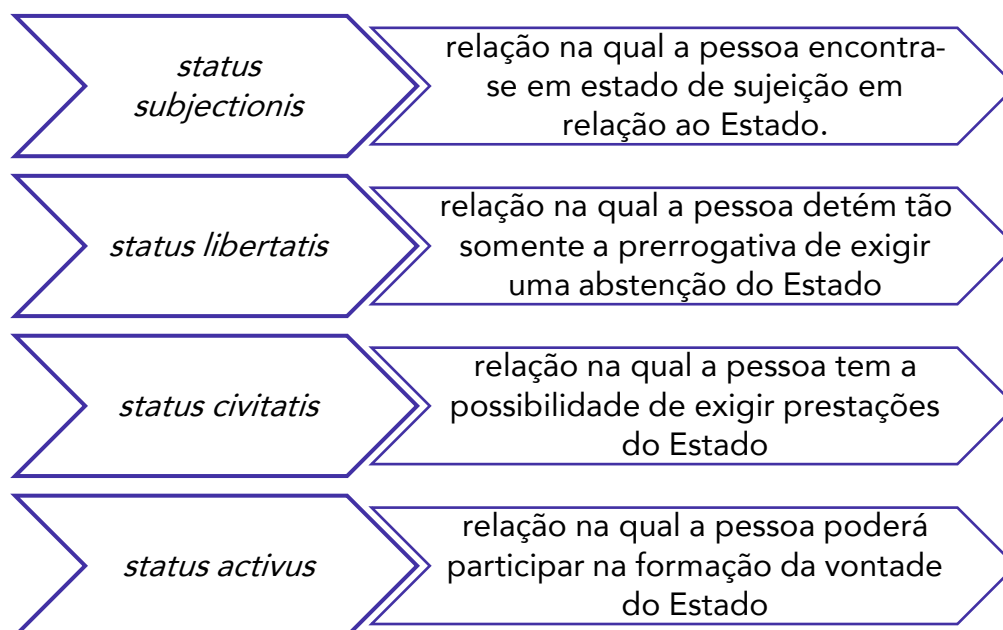 status
subjectionis
relação na qual a pessoa encontra-
se em estado de sujeição em
relação ao Estado.
status libertatis
relação na qual a pessoa detém tão
somente a prerrogativa de exigir
uma abstenção do Estado
status civitatis
relação na qual a pessoa tem a
possibilidade de exigir prestações
do Estado
status activus
relação na qual a pessoa poderá
participar na formação da vontade
do Estado